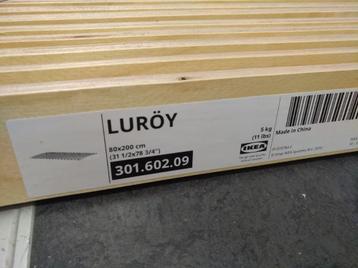 LURÖY
80x200 cm
(31 1/2x78 3/4")
301.602.09
5 kg
(11 lbs)
IKEA
Made in China